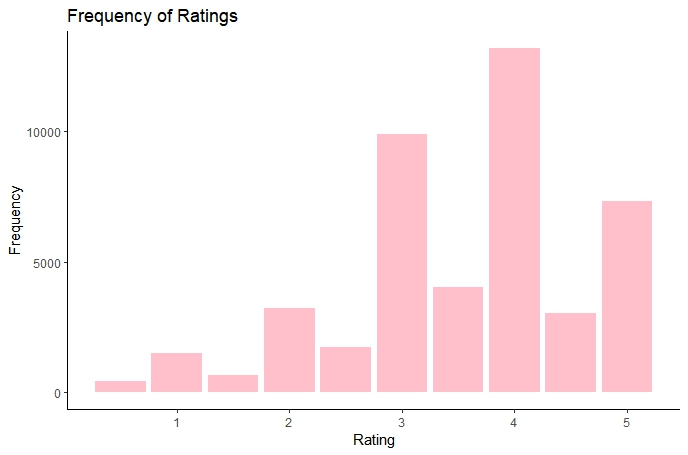 Frequency of Ratings
Frequency
10000
5000
0
1 2 3 4 5
Rating